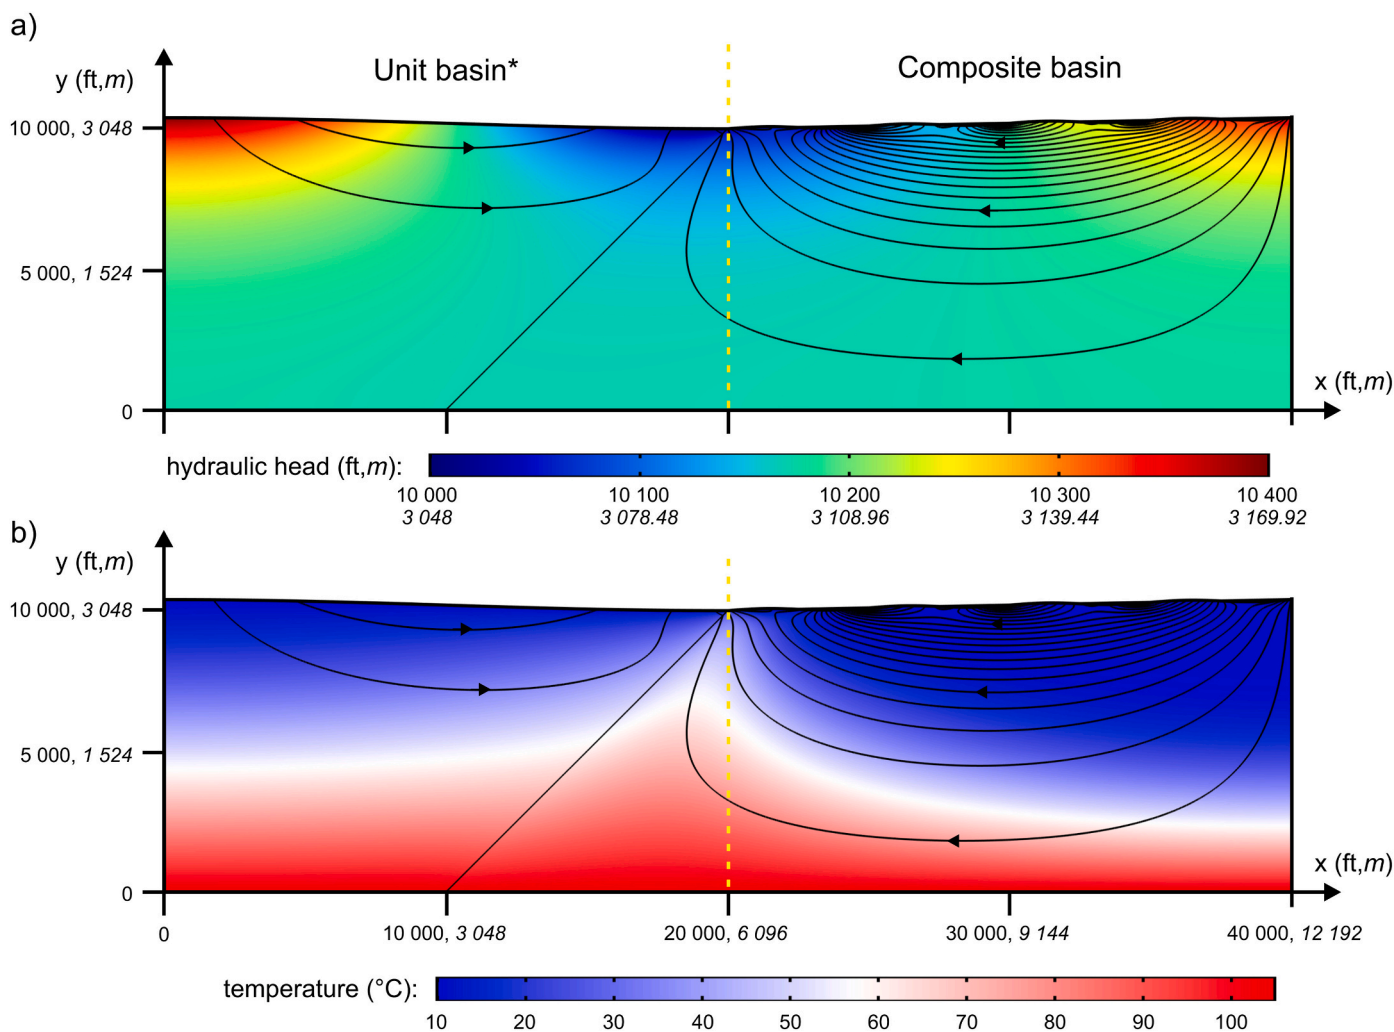 a)
y (ft,m)
Unit basin*
Composite basin
10 000, 3 048
5 000, 1 524
0
x (ft,m)
hydraulic head (ft,m):
10 000 10 100 10 200 10 300 10 400
3 048 3 078.48 3 108.96 3 139.44 3 169.92
b)
y (ft,m)
10 000, 3 048
5 000, 1 524
0
x (ft,m)
0 10 000, 3 048 20 000, 6 096 30 000, 9 144 40 000, 12 192
temperature (°C):
10 20 30 40 50 60 70 80 90 100